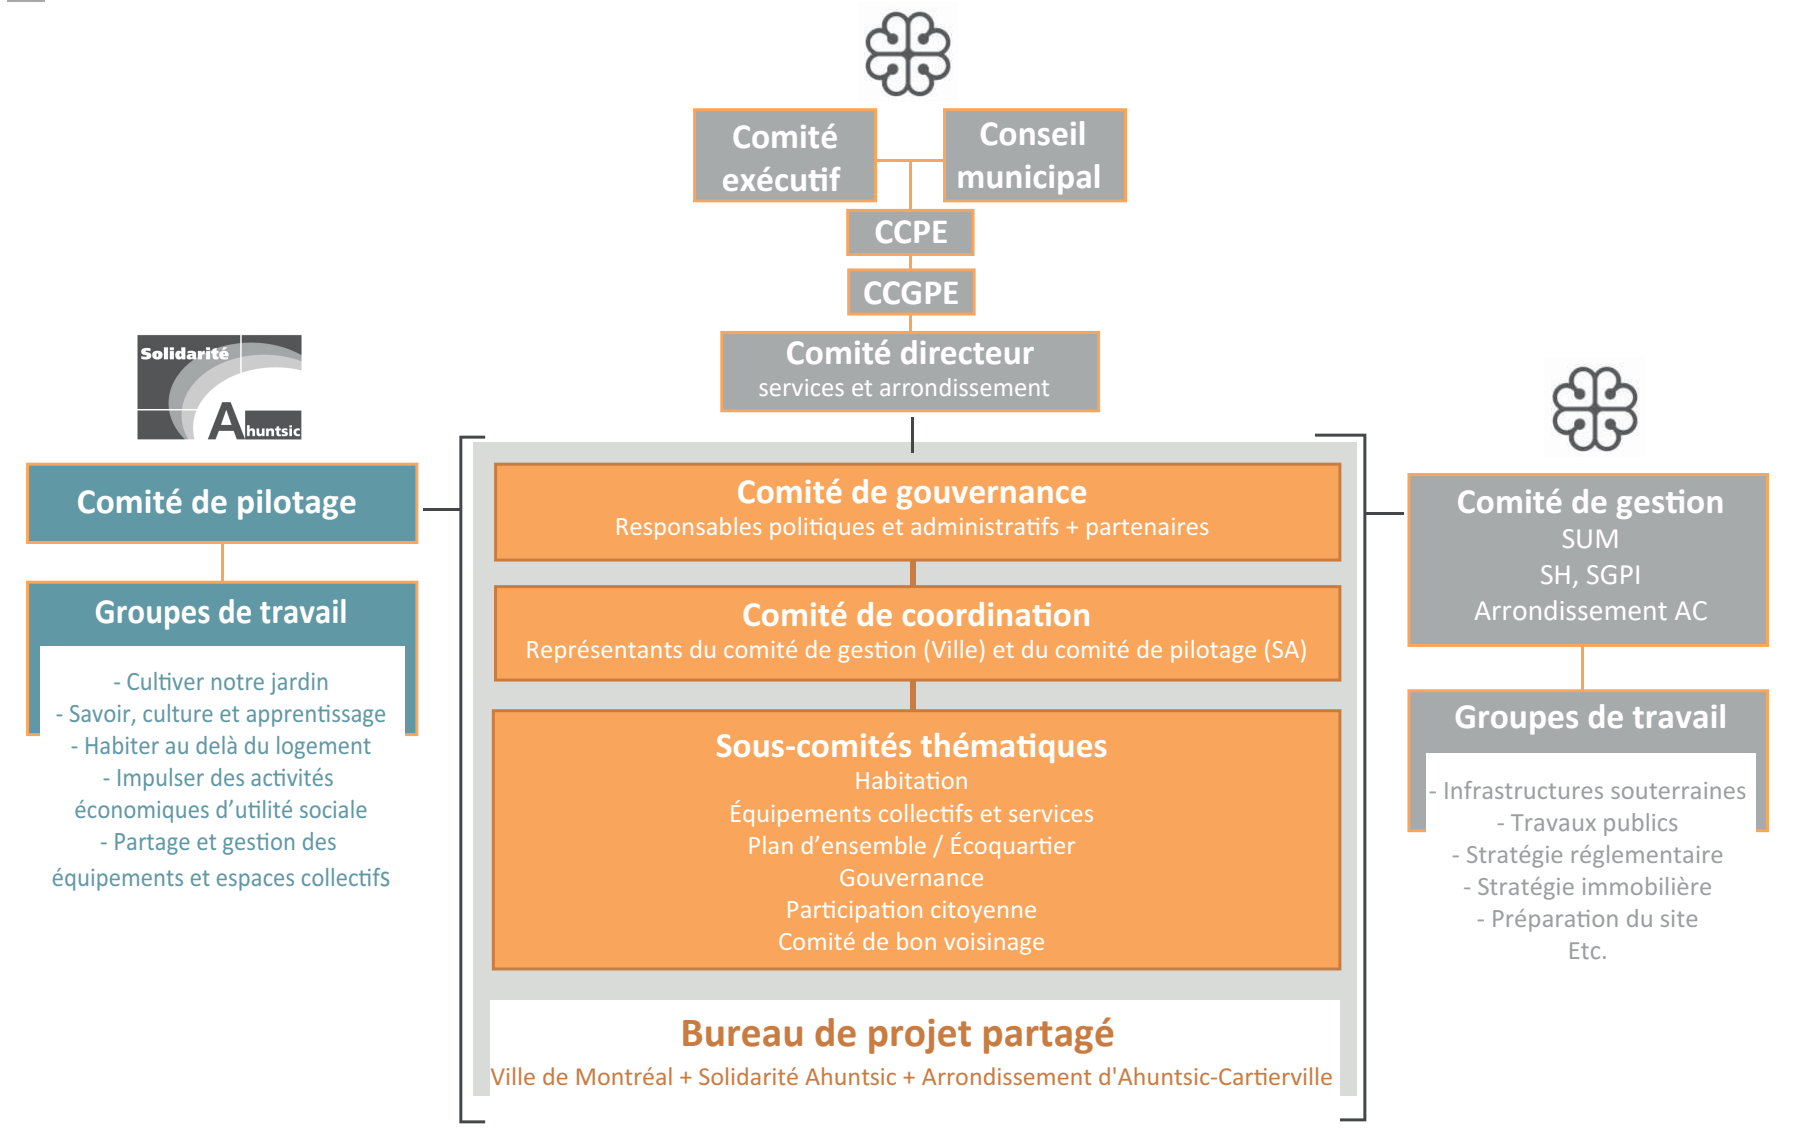 Comité
exécutif
Conseil
municipal
CCPE
CCGPE
Comité directeur
services et arrondissement
Solidarité
Ahuntsic
Comité de pilotage
Groupes de travail
- Cultiver notre jardin
- Savoir, culture et apprentissage
- Habiter au delà du logement
- Impulser des activités
économiques d’utilité sociale
- Partage et gestion des
équipements et espaces collectifs
Comité de gouvernance
Responsables politiques et administratifs + partenaires
Comité de coordination
Représentants du comité de gestion (Ville) et du comité de pilotage (SA)
Sous-comités thématiques
Habitation
Équipements collectifs et services
Plan d’ensemble / Écoquartier
Gouvernance
Participation citoyenne
Comité de bon voisinage
Bureau de projet partagé
Ville de Montréal + Solidarité Ahuntsic + Arrondissement d'Ahuntsic-Cartierville
Comité de gestion
SUM
SH, SGPI
Arrondissement AC
Groupes de travail
- Infrastructures souterraines
- Travaux publics
- Stratégie réglementaire
- Stratégie immobilière
- Préparation du site
Etc.